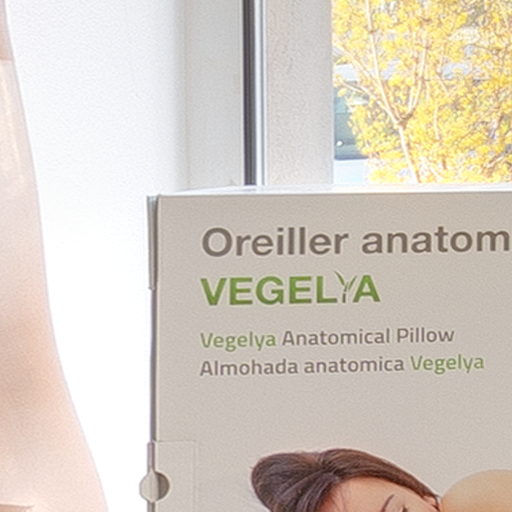 Oreiller anatom
VEGELYA
Vegelya Anatomical Pillow
Almohada anatomica Vegelya